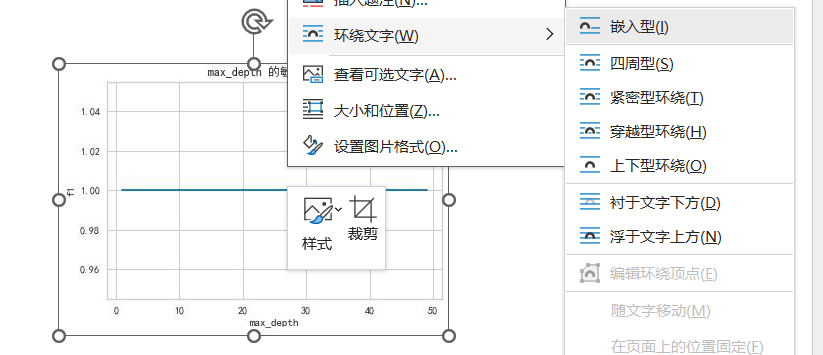 插入题注(N)...
环绕文字(W)
查看可选文字(A)...
大小和位置(Z)...
设置图片格式(O)...
嵌入型(I)
四周型(S)
紧密型环绕(T)
穿越型环绕(H)
上下型环绕(O)
衬于文字下方(D)
浮于文字上方(N)
编辑环绕顶点(E)
随文字移动(M)
在页面上的位置固定(F)
样式
裁剪
max_depth 的敏
1.04
1.02
1.00
0.98
0.96
f1
0 10 20 30 40 50
max_depth